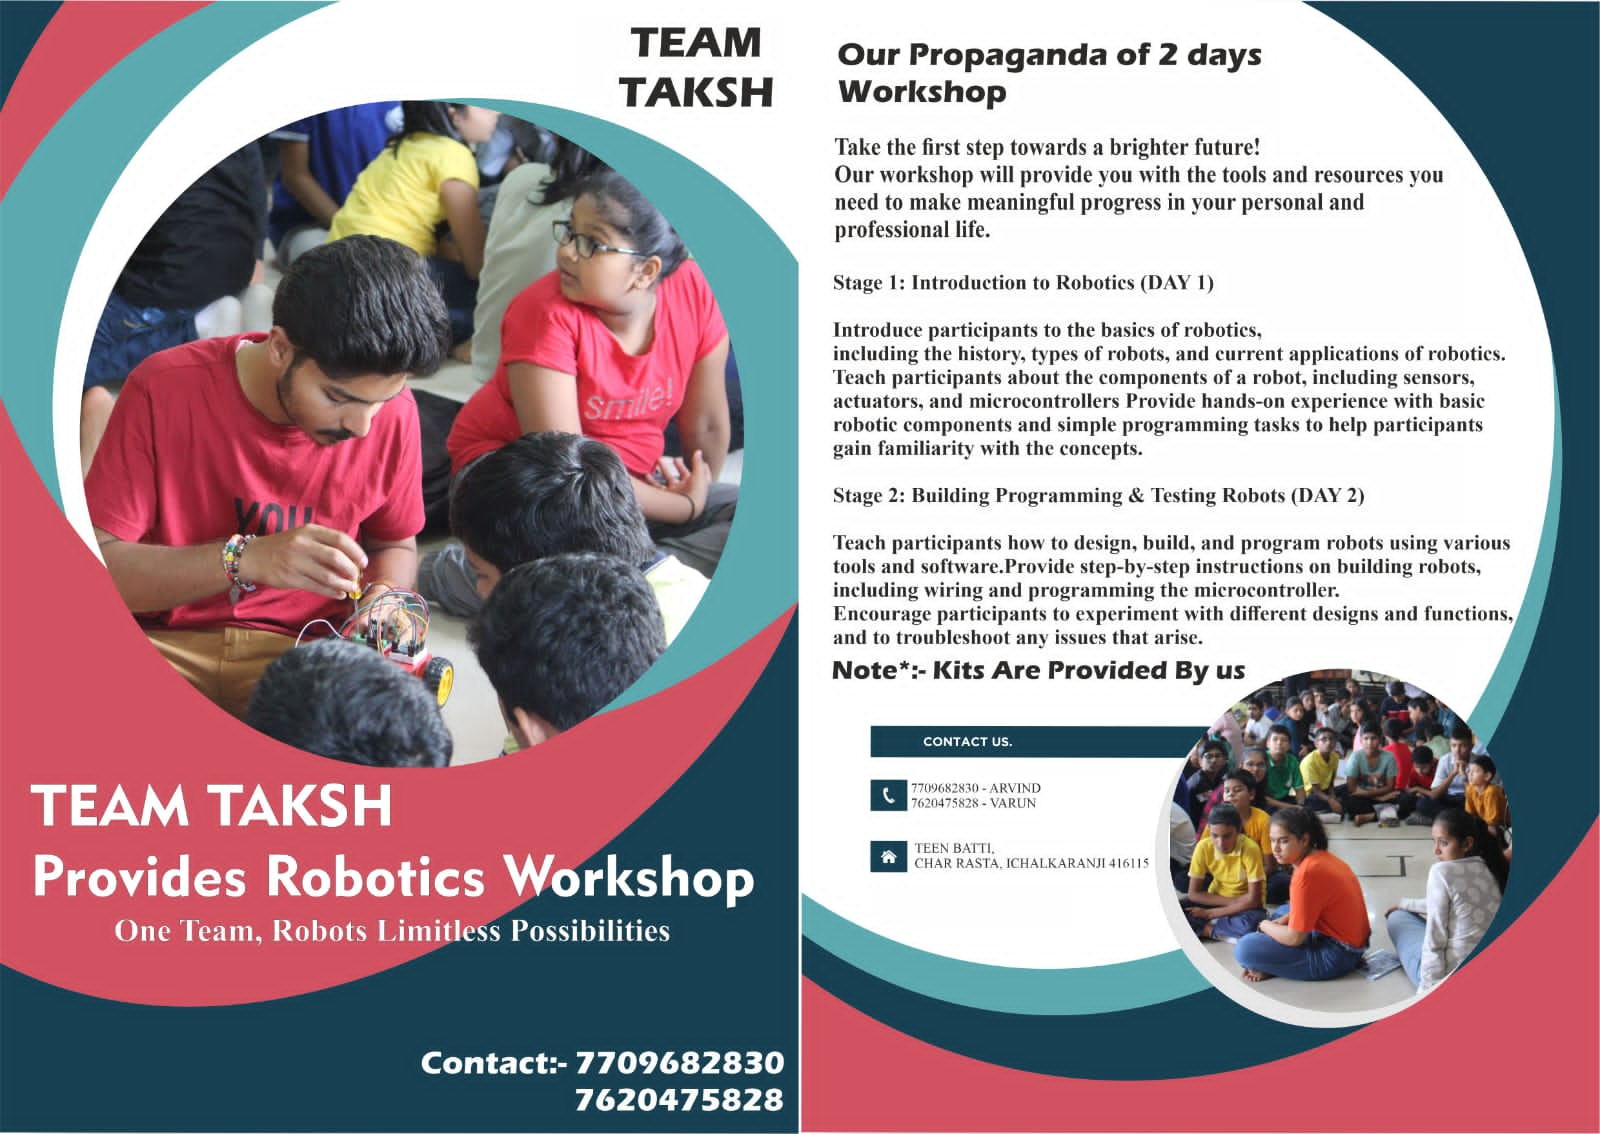 TEAM
TAKSH
smile!
YOU
TEAM TAKSH
Provides Robotics Workshop
One Team, Robots Limitless Possibilities
Contact:- 7709682830
7620475828
Our Propaganda of 2 days
Workshop
Take the first step towards a brighter future!
Our workshop will provide you with the tools and resources you
need to make meaningful progress in your personal and
professional life.
Stage 1: Introduction to Robotics (DAY 1)
Introduce participants to the basics of robotics,
including the history, types of robots, and current applications of robotics.
Teach participants about the components of a robot, including sensors,
actuators, and microcontrollers Provide hands-on experience with basic
robotic components and simple programming tasks to help participants
gain familiarity with the concepts.
Stage 2: Building Programming & Testing Robots (DAY 2)
Teach participants how to design, build, and program robots using various
tools and software.Provide step-by-step instructions on building robots,
including wiring and programming the microcontroller.
Encourage participants to experiment with different designs and functions,
and to troubleshoot any issues that arise.
Note*:- Kits Are Provided By us
CONTACT US.
7709682830 - ARVIND
7620475828 - VARUN
TEEN BATTI,
CHAR RASTA, ICHALKARANJI 416115